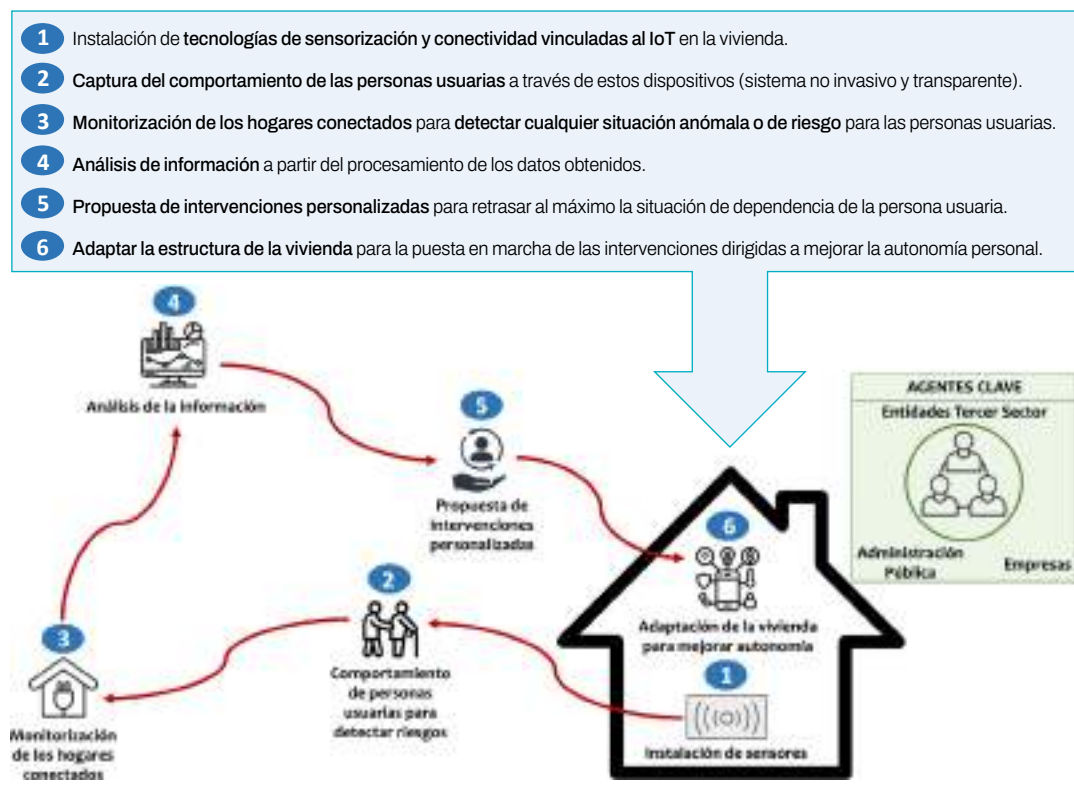 1 Instalación de tecnologías de sensorización y conectividad vinculadas al IoT en la vivienda.
2 Captura del comportamiento de las personas usuarias a través de estos dispositivos (sistema no invasivo y transparente).
3 Monitorización de los hogares conectados para detectar cualquier situación anómala o de riesgo para las personas usuarias.
4 Análisis de información a partir del procesamiento de los datos obtenidos.
5 Propuesta de intervenciones personalizadas para retrasar al máximo la situación de dependencia de la persona usuaria.
6 Adaptar la estructura de la vivienda para la puesta en marcha de las intervenciones dirigidas a mejorar la autonomía personal.
4
Análisis de la información
5
Propuesta de
intervenciones
personalizadas
AGENTES CLAVE
Entidades Tercer Sector
Administración
Pública
Empresas
6
Adaptación de la vivienda
para mejorar autonomía
1
Instalación de sensores
2
Comportamiento
de personas
usuarias para
detectar riesgos
3
Monitorización
de los hogares
conectados